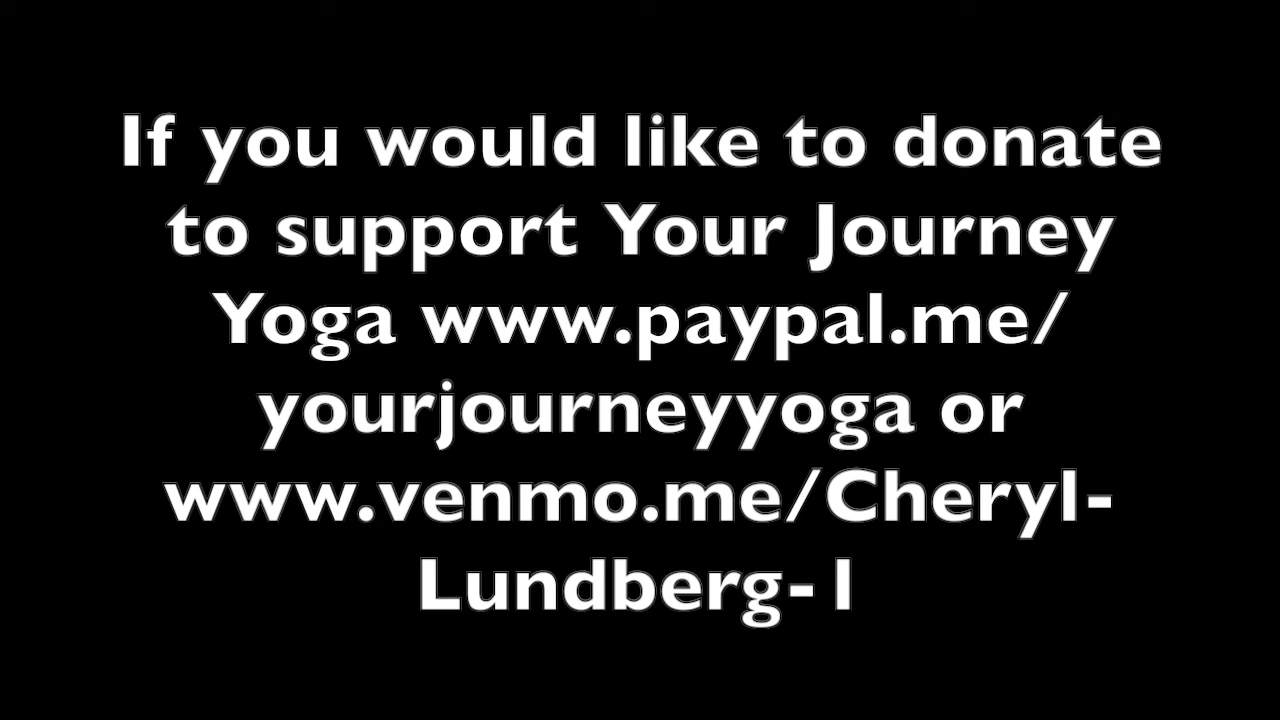 If you would like to donate
to support Your Journey
Yoga www.paypal.me/
yourjourneyyoga or
www.venmo.me/Cheryl-
Lundberg-1